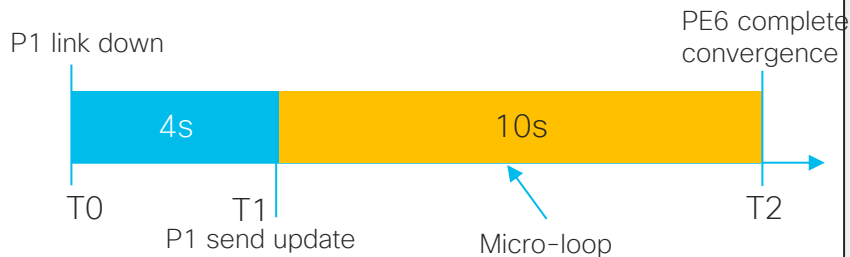 PE6 complete
convergence
P1 link down
4s
10s
T0
T1
T2
P1 send update
Micro-loop